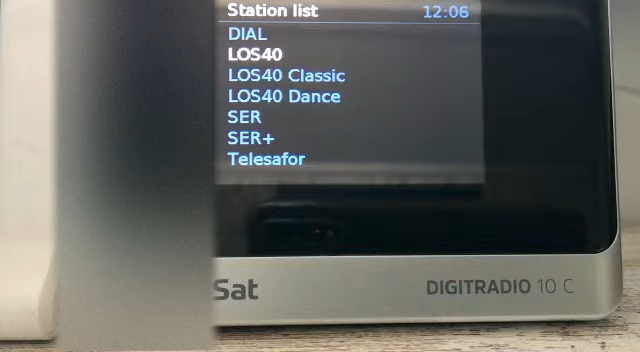 Station list 12:06
DIAL
LOS40
LOS40 Classic
LOS40 Dance
SER
SER+
Telesafor
Sat DIGITRADIO 10 C